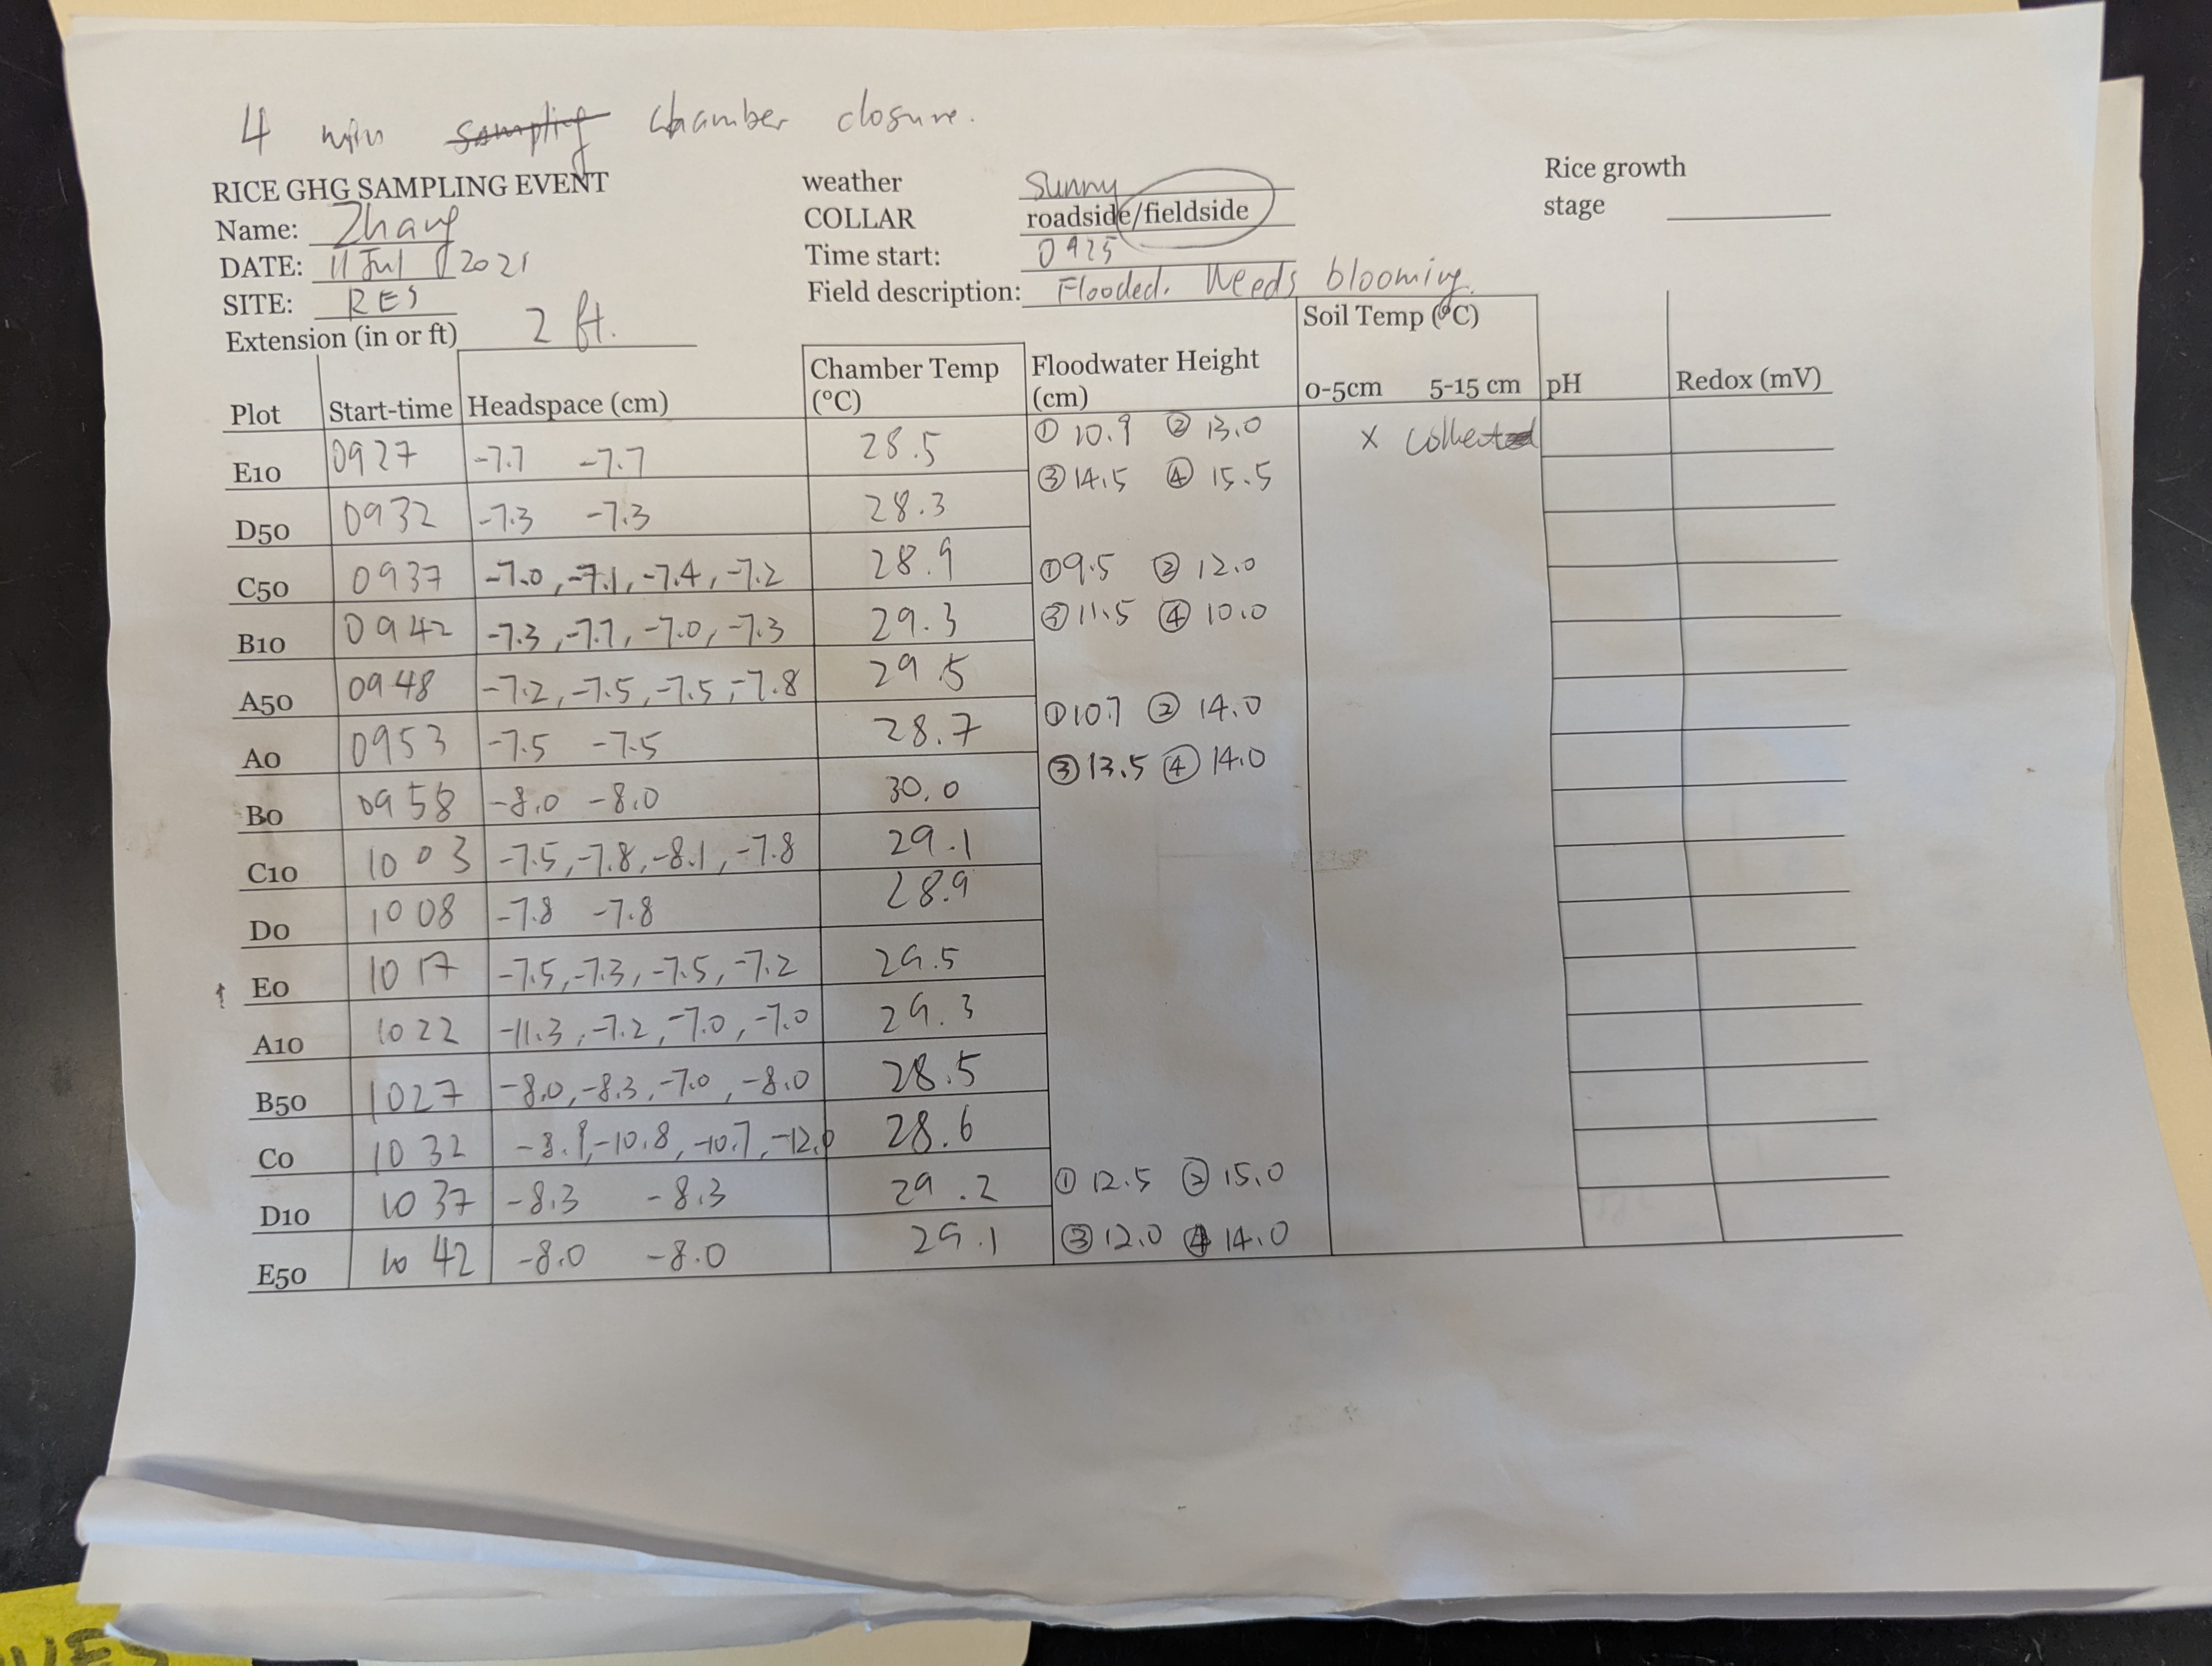 4 mins sampling chamber closure.
RICE GHG SAMPLING EVENT
Name: Zhang
DATE: 11 Jul 2021
SITE: RES
Extension (in or ft) 2 ft.
weather Sunny
COLLAR roadside/fieldside
Time start: 0925
Field description: Flooded. Weeds blooming.
Rice growth
stage
Plot Start-time Headspace (cm) Chamber Temp (°C) Floodwater Height (cm) Soil Temp (°C) 0-5cm 5-15 cm pH Redox (mV)
E10 0927 -7.7 -7.7 28.5 ① 10.9 ② 13.0 x collected
③ 14.5 ④ 15.5
D50 0932 -7.3 -7.3 28.3
C50 0937 -7.0, -7.1, -7.4, -7.2 28.9 ① 9.5 ② 12.0
B10 0942 -7.3, -7.7, -7.0, -7.3 29.3 ③ 11.5 ④ 10.0
A50 0948 -7.2, -7.5, -7.5, -7.8 29.5
A0 0953 -7.5 -7.5 28.7 ① 10.7 ② 14.0
③ 13.5 ④ 14.0
B0 0958 -8.0 -8.0 30.0
C10 1003 -7.5, -7.8, -8.1, -7.8 29.1
D0 1008 -7.8 -7.8 28.9
E0 1017 -7.5, -7.3, -7.5, -7.2 29.5
A10 1022 -11.3, -7.2, -7.0, -7.0 29.3
B50 1027 -8.0, -8.3, -7.0, -8.0 28.5
C0 1032 -8.9, -10.8, -10.7, -12.0 28.6
D10 1037 -8.3 -8.3 29.2 ① 12.5 ② 15.0
E50 1042 -8.0 -8.0 29.1 ③ 12.0 ④ 14.0